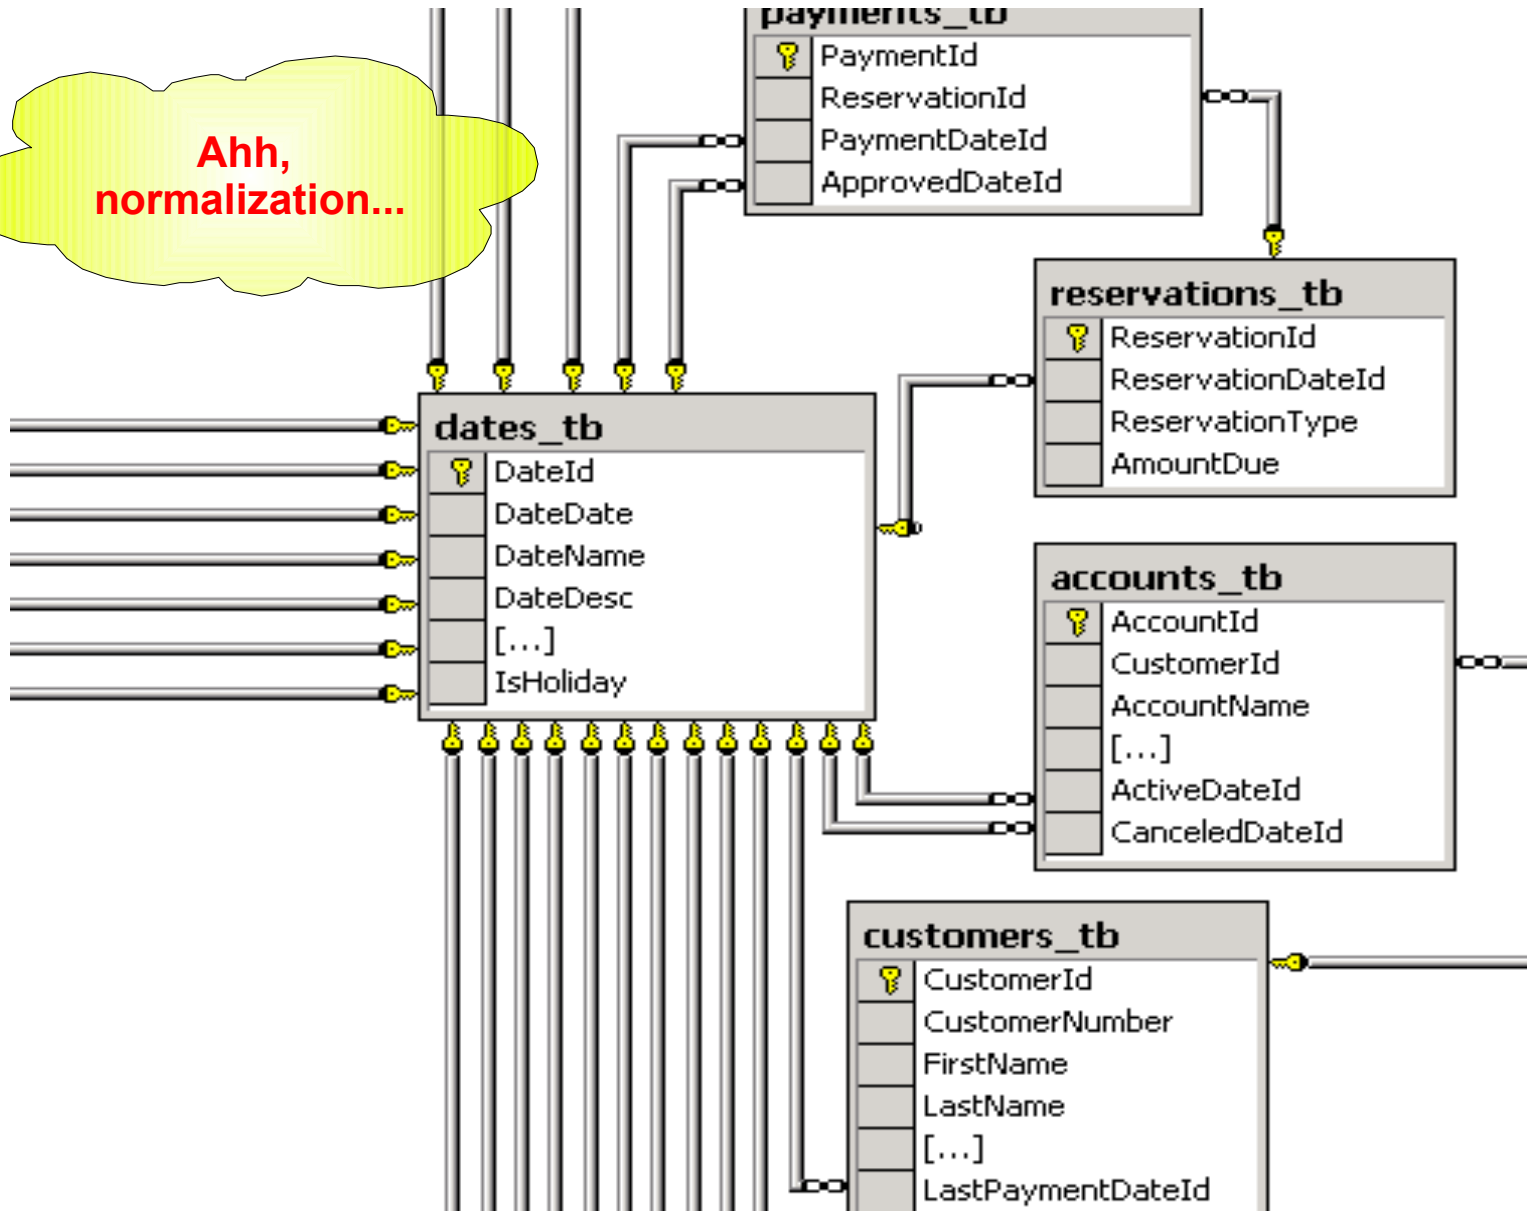 payments_tb
PaymentId
ReservationId
PaymentDateId
ApprovedDateId
Ahh,
normalization...
reservations_tb
ReservationId
ReservationDateId
ReservationType
AmountDue
dates_tb
DateId
DateDate
DateName
DateDesc
[...]
IsHoliday
accounts_tb
AccountId
CustomerId
AccountName
[...]
ActiveDateId
CanceledDateId
customers_tb
CustomerId
CustomerNumber
FirstName
LastName
[...]
LastPaymentDateId